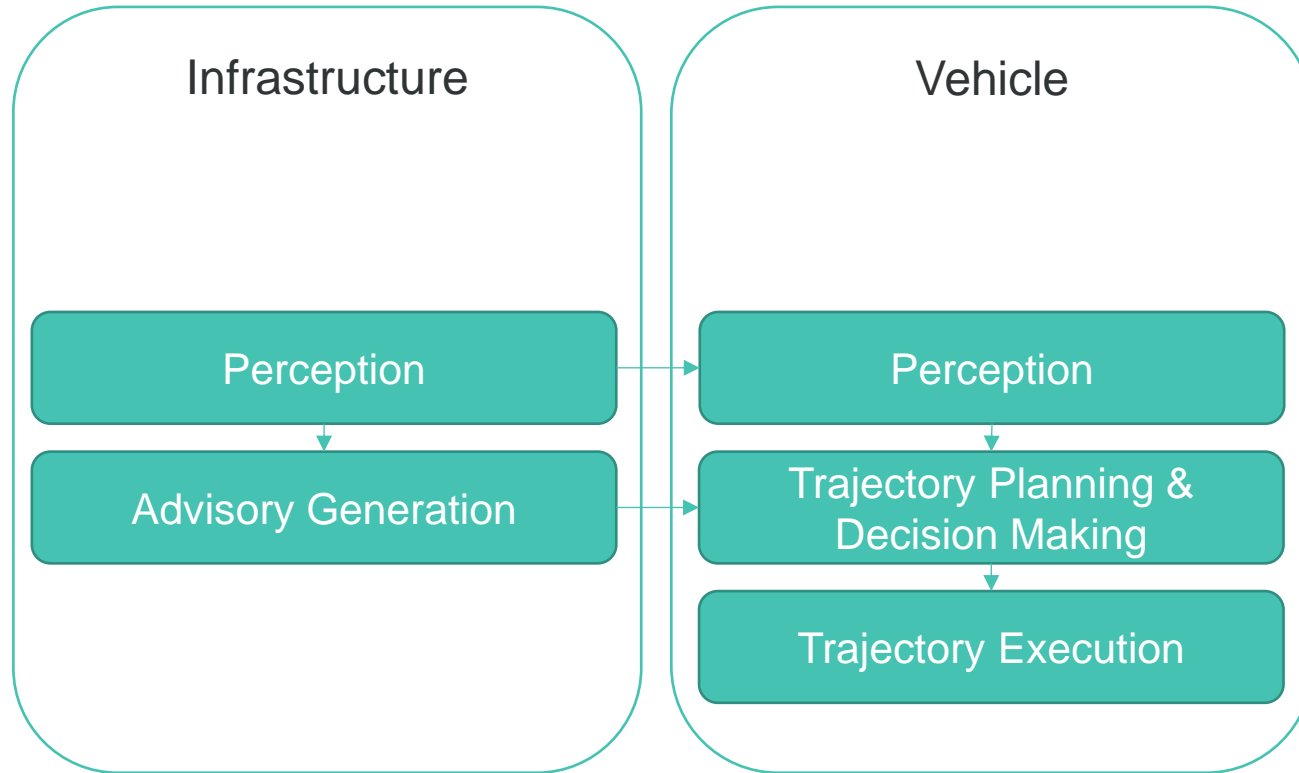 Infrastructure
Perception
Advisory Generation
Vehicle
Perception
Trajectory Planning &
Decision Making
Trajectory Execution